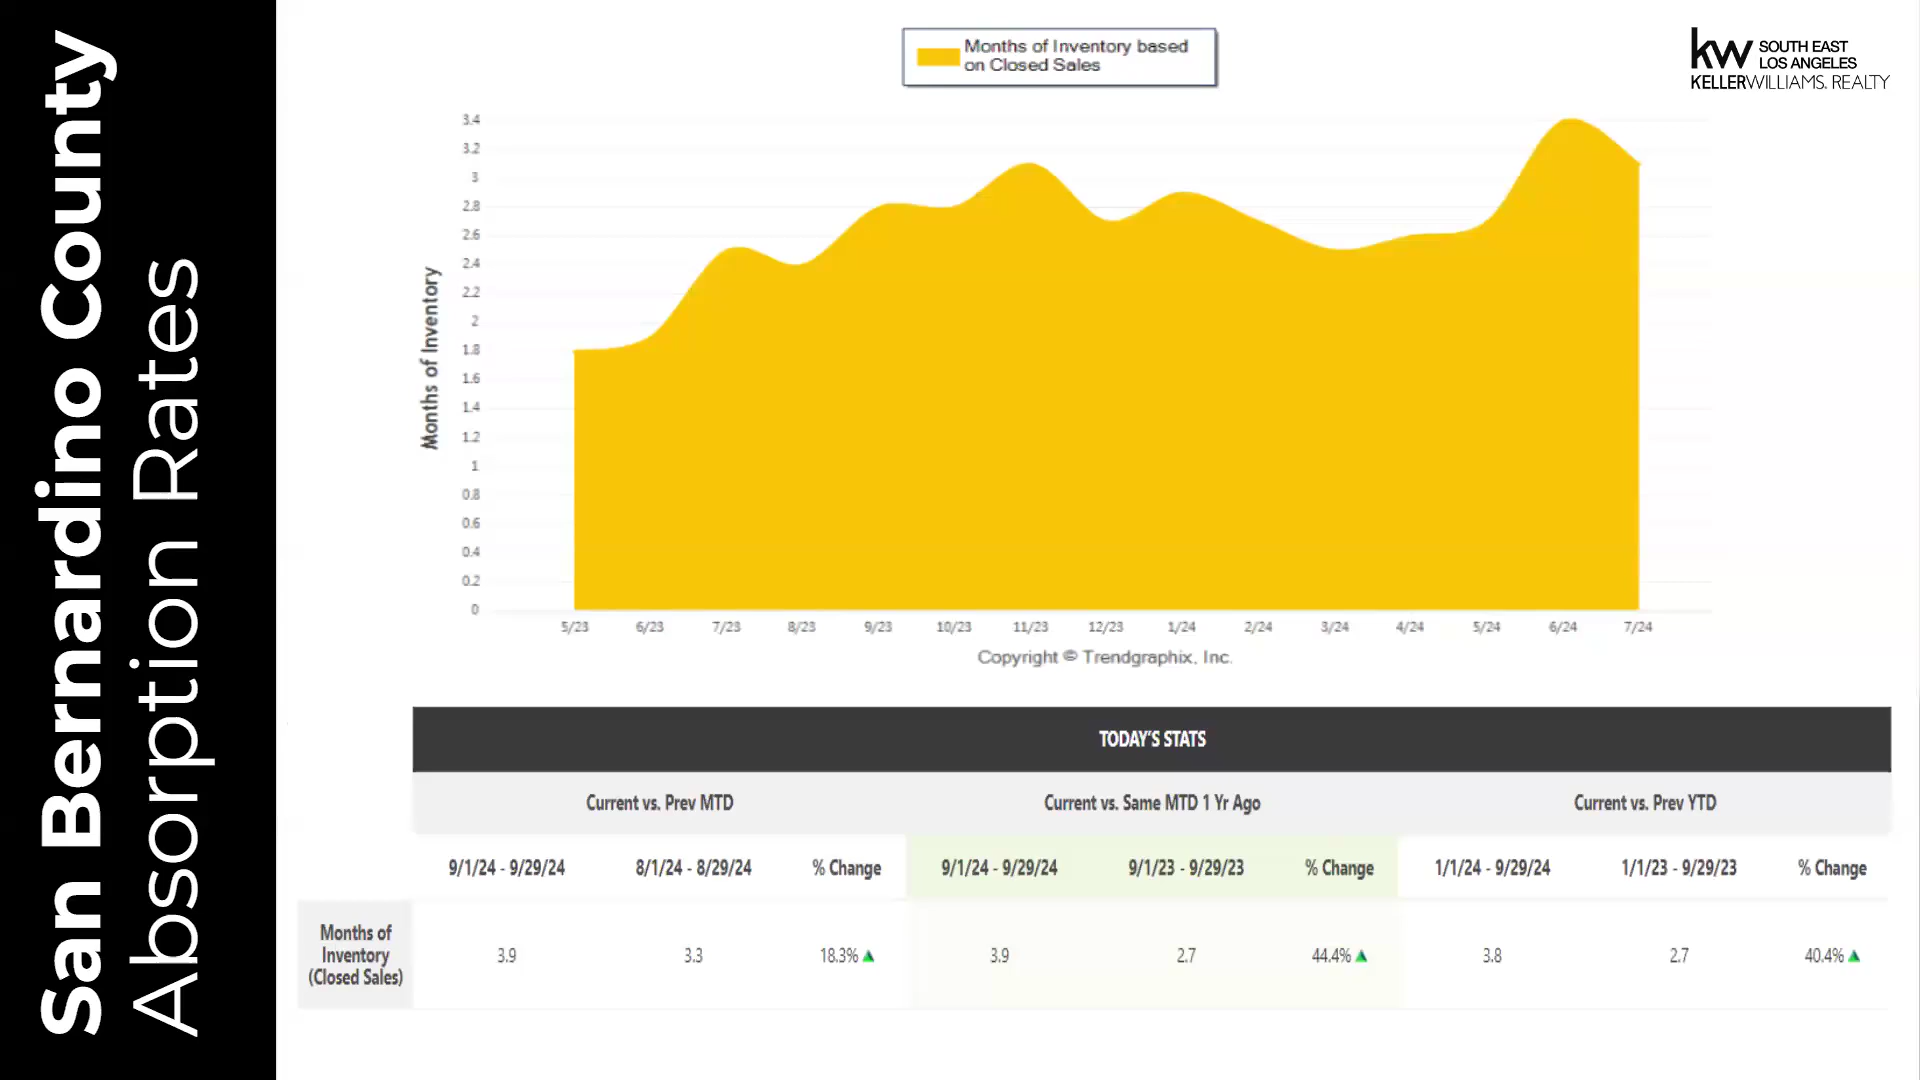 San Bernardino County
Absorption Rates
Months of Inventory based
on Closed Sales
kw SOUTH EAST
LOS ANGELES
KELLERWILLIAMS. REALTY
Months of Inventory
3.4
3.2
3
2.8
2.6
2.4
2.2
2
1.8
1.6
1.4
1.2
1
0.8
0.6
0.4
0.2
0
5/23 6/23 7/23 8/23 9/23 10/23 11/23 12/23 1/24 2/24 3/24 4/24 5/24 6/24 7/24
Copyright © Trendgraphix, Inc.
TODAY'S STATS
Current vs. Prev MTD Current vs. Same MTD 1 Yr Ago Current vs. Prev YTD
9/1/24 - 9/29/24 8/1/24 - 8/29/24 % Change 9/1/24 - 9/29/24 9/1/23 - 9/29/23 % Change 1/1/24 - 9/29/24 1/1/23 - 9/29/23 % Change
Months of
Inventory
(Closed Sales)
3.9 3.3 18.3% 3.9 2.7 44.4% 3.8 2.7 40.4%